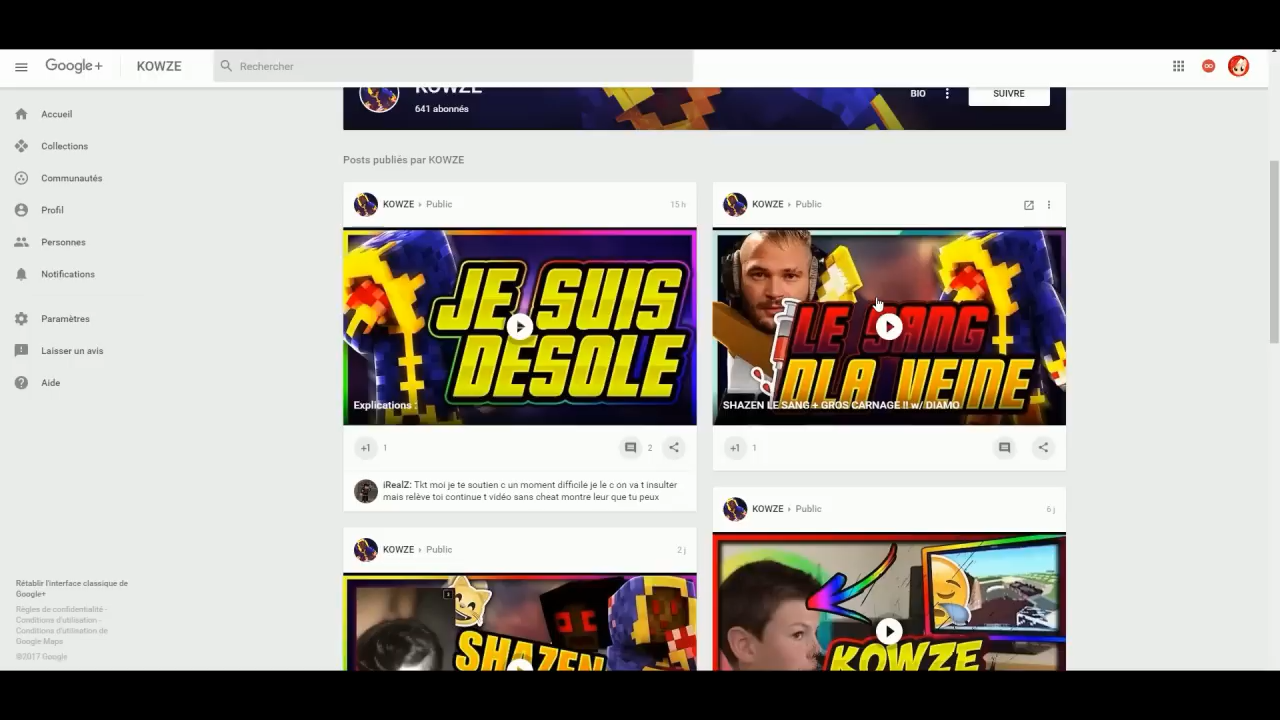 Google+
KOWZE
Rechercher
KOWZE
641 abonnés
BIO
SUIVRE
Accueil
Collections
Communautés
Profil
Personnes
Notifications
Paramètres
Laisser un avis
Aide
Rétablir l'interface classique de
Google+
Règles de confidentialité -
Conditions d'utilisation -
Conditions d'utilisation de
Google Maps
©2017 Google
Posts publiés par KOWZE
KOWZE › Public
15 h
JE SUIS
DESOLE
Explications :
+1 1
2
iRealZ: Tkt moi je te soutien c un moment difficile je le c on va t insulter
mais relève toi continue t vidéo sans cheat montre leur que tu peux
KOWZE › Public
2 j
SHAZEN
KOWZE › Public
LE SANG
DLA VEINE
SHAZEN LE SANG + GROS CARNAGE !! w/ DIAMO
+1 1
KOWZE › Public
6 j
KOWZE